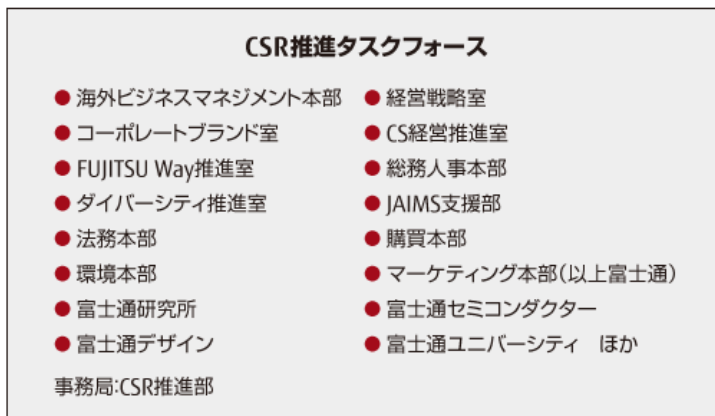 CSR推進タスクフォース
● 海外ビジネスマネジメント本部 ● 経営戦略室
● コーポレートブランド室 ● CS経営推進室
● FUJITSU Way推進室 ● 総務人事本部
● ダイバーシティ推進室 ● JAIMS支援部
● 法務本部 ● 購買本部
● 環境本部 ● マーケティング本部(以上富士通)
● 富士通研究所 ● 富士通セミコンダクター
● 富士通デザイン ● 富士通ユニバーシティ ほか
事務局:CSR推進部